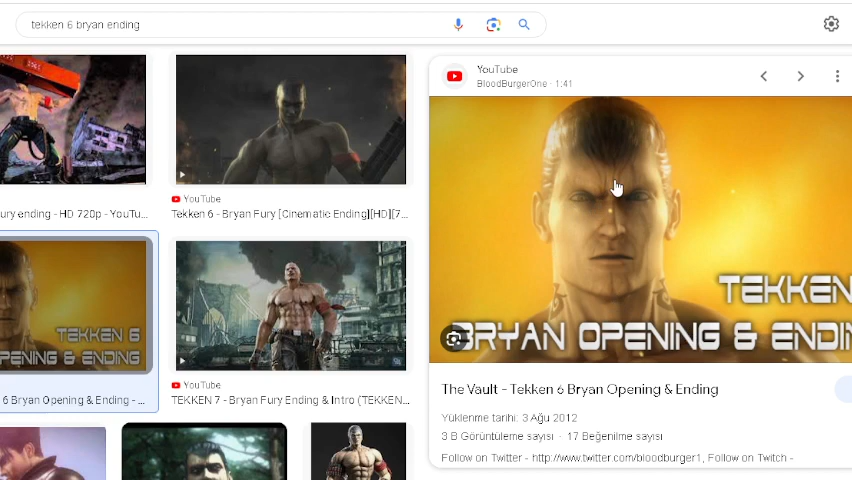 tekken 6 bryan ending
YouTube
BloodBurgerOne · 1:41
YouTube
ury ending - HD 720p - YouTu...
Tekken 6 - Bryan Fury [Cinematic Ending][HD][7...
TEKKEN
BRYAN OPENING & ENDIN
TEKKEN 6
PENING & ENDING
YouTube
6 Bryan Opening & Ending - ...
TEKKEN 7 - Bryan Fury Ending & Intro (TEKKEN...
The Vault - Tekken 6 Bryan Opening & Ending
Yüklenme tarihi: 3 Ağu 2012
3 B Görüntüleme sayısı · 17 Beğenilme sayısı
Follow on Twitter - http://www.twitter.com/bloodburger1, Follow on Twitch -